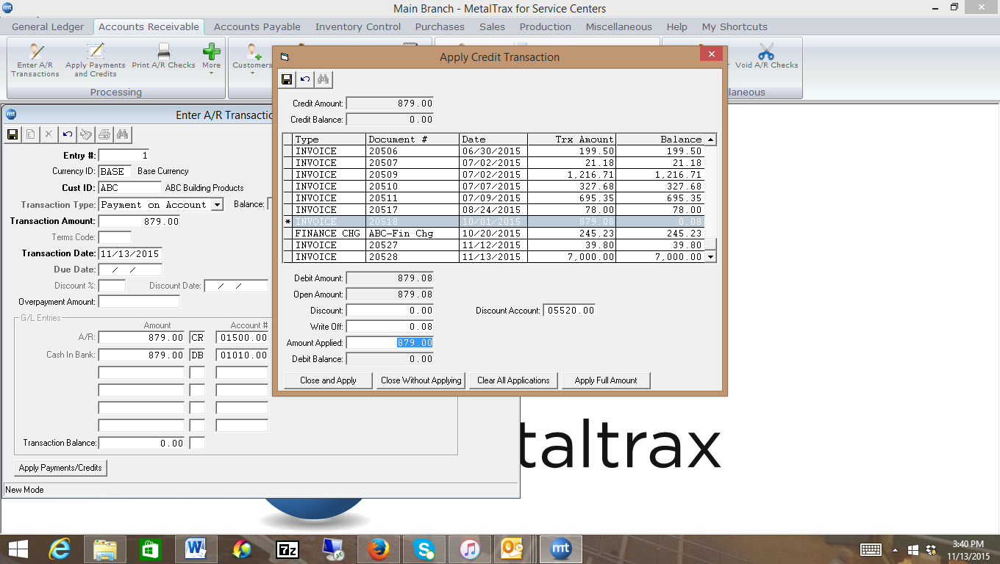 Main Branch - MetalTrax for Service Centers
General Ledger Accounts Receivable Accounts Payable Inventory Control Purchases Sales Production Miscellaneous Help My Shortcuts
Enter A/R Transactions
Apply Payments and Credits
Print A/R Checks
More
Customers
Void A/R Checks
Processing
laneous
mt
Enter A/R Transactio
Entry #: 1
Currency ID: BASE Base Currency
Cust ID: ABC ABC Building Products
Transaction Type: Payment on Account Balance:
Transaction Amount: 879.00
Terms Code:
Transaction Date: 11/13/2015
Due Date: / /
Discount %: Discount Date: / /
Overpayment Amount:
G/L Entries
Amount Account #
A/R: 879.00 CR 01500.00
Cash In Bank: 879.00 DB 01010.00
Transaction Balance: 0.00
Apply Payments/Credits
New Mode
Apply Credit Transaction
Credit Amount: 879.00
Credit Balance: 0.00
Type Document # Date Trx Amount Balance
INVOICE 20506 06/30/2015 199.50 199.50
INVOICE 20507 07/02/2015 21.18 21.18
INVOICE 20509 07/02/2015 1,216.71 1,216.71
INVOICE 20510 07/07/2015 327.68 327.68
INVOICE 20511 07/09/2015 695.35 695.35
INVOICE 20517 08/24/2015 78.00 78.00
* INVOICE 20518 10/01/2015 879.08 0.08
FINANCE CHG ABC-Fin Chg 10/20/2015 245.23 245.23
INVOICE 20527 11/12/2015 39.80 39.80
INVOICE 20528 11/13/2015 7,000.00 7,000.00
Debit Amount: 879.08
Open Amount: 879.08
Discount: 0.00 Discount Account: 05520.00
Write Off: 0.08
Amount Applied: 879.00
Debit Balance: 0.00
Close and Apply Close Without Applying Clear All Applications Apply Full Amount
taltrax
7z
mt
3:40 PM
11/13/2015